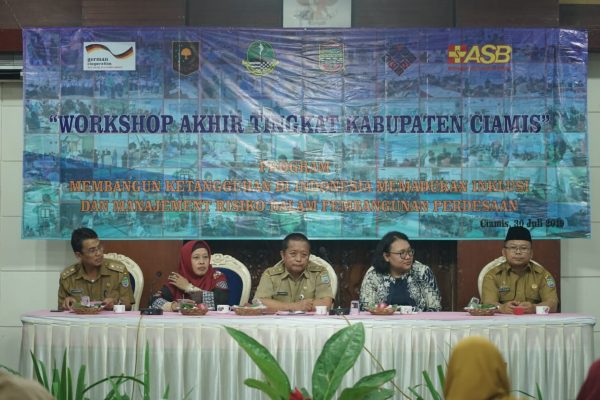 german
cooperation
ASB
"WORKSHOP AKHIR TINGKAT KABUPATEN CIAMIS"
PROGRAM
MEMBANGUN KETANGGUHAN DI INDONESIA MEMADUKAN INKLUSI
DAN MANAJEMENT RISIKO DALAM PEMBANGUNAN PERDESAAN
Ciamis, 30 Juli 2019